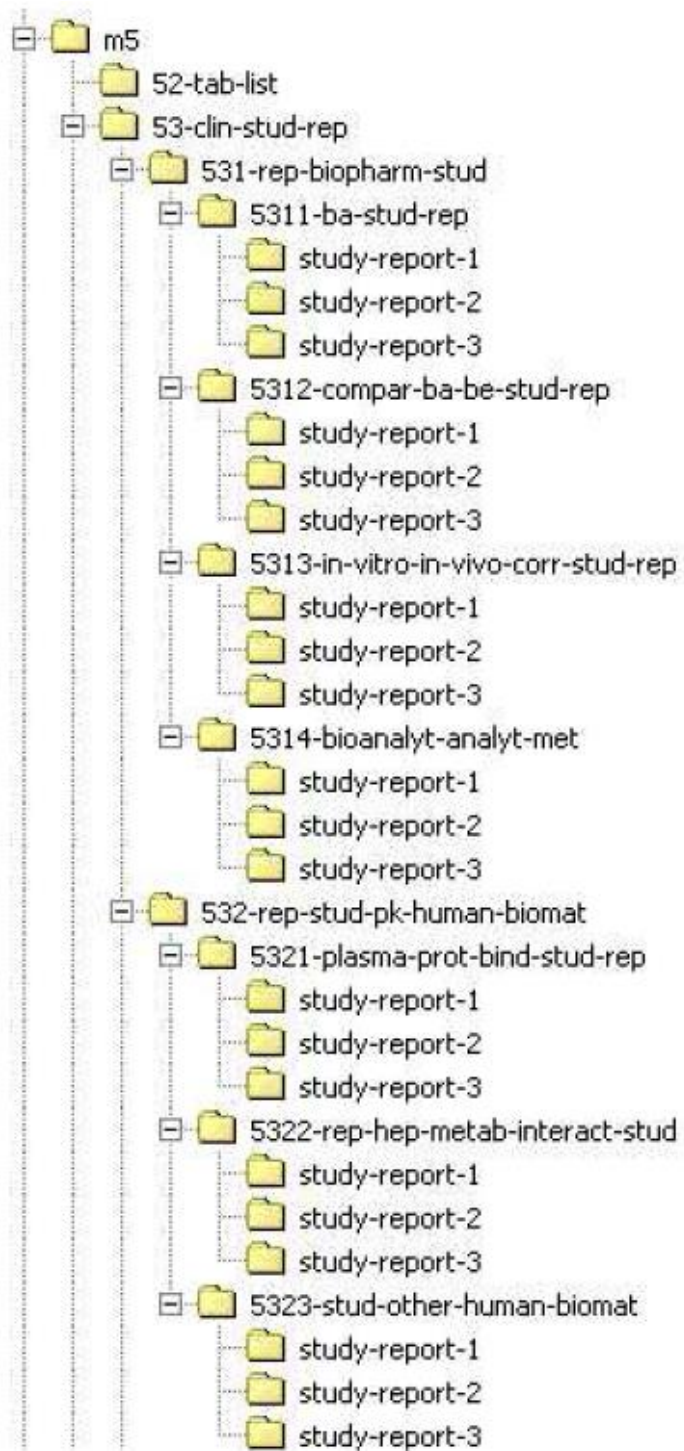 m5
52-tab-list
53-clin-stud-rep
531-rep-biopharm-stud
5311-ba-stud-rep
study-report-1
study-report-2
study-report-3
5312-compar-ba-be-stud-rep
study-report-1
study-report-2
study-report-3
5313-in-vitro-in-vivo-corr-stud-rep
study-report-1
study-report-2
study-report-3
5314-bioanalyt-analyt-met
study-report-1
study-report-2
study-report-3
532-rep-stud-pk-human-biomat
5321-plasma-prot-bind-stud-rep
study-report-1
study-report-2
study-report-3
5322-rep-hep-metab-interact-stud
study-report-1
study-report-2
study-report-3
5323-stud-other-human-biomat
study-report-1
study-report-2
study-report-3